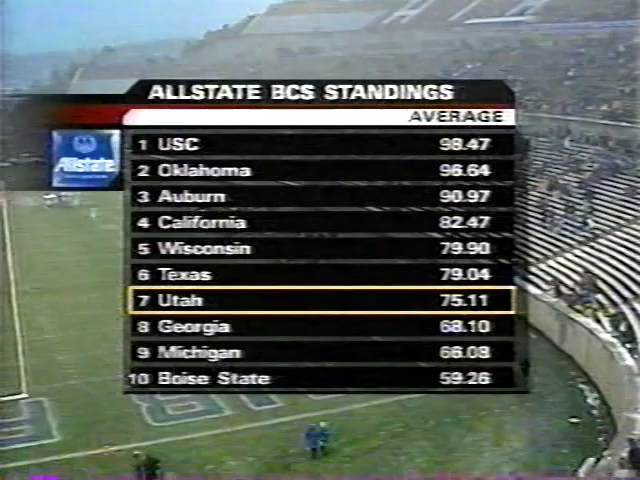 ALLSTATE BCS STANDINGS
AVERAGE
Allstate
1 USC 98.47
2 Oklahoma 96.64
3 Auburn 90.97
4 California 82.47
5 Wisconsin 79.90
6 Texas 79.04
7 Utah 75.11
8 Georgia 68.10
9 Michigan 66.08
10 Boise State 59.26